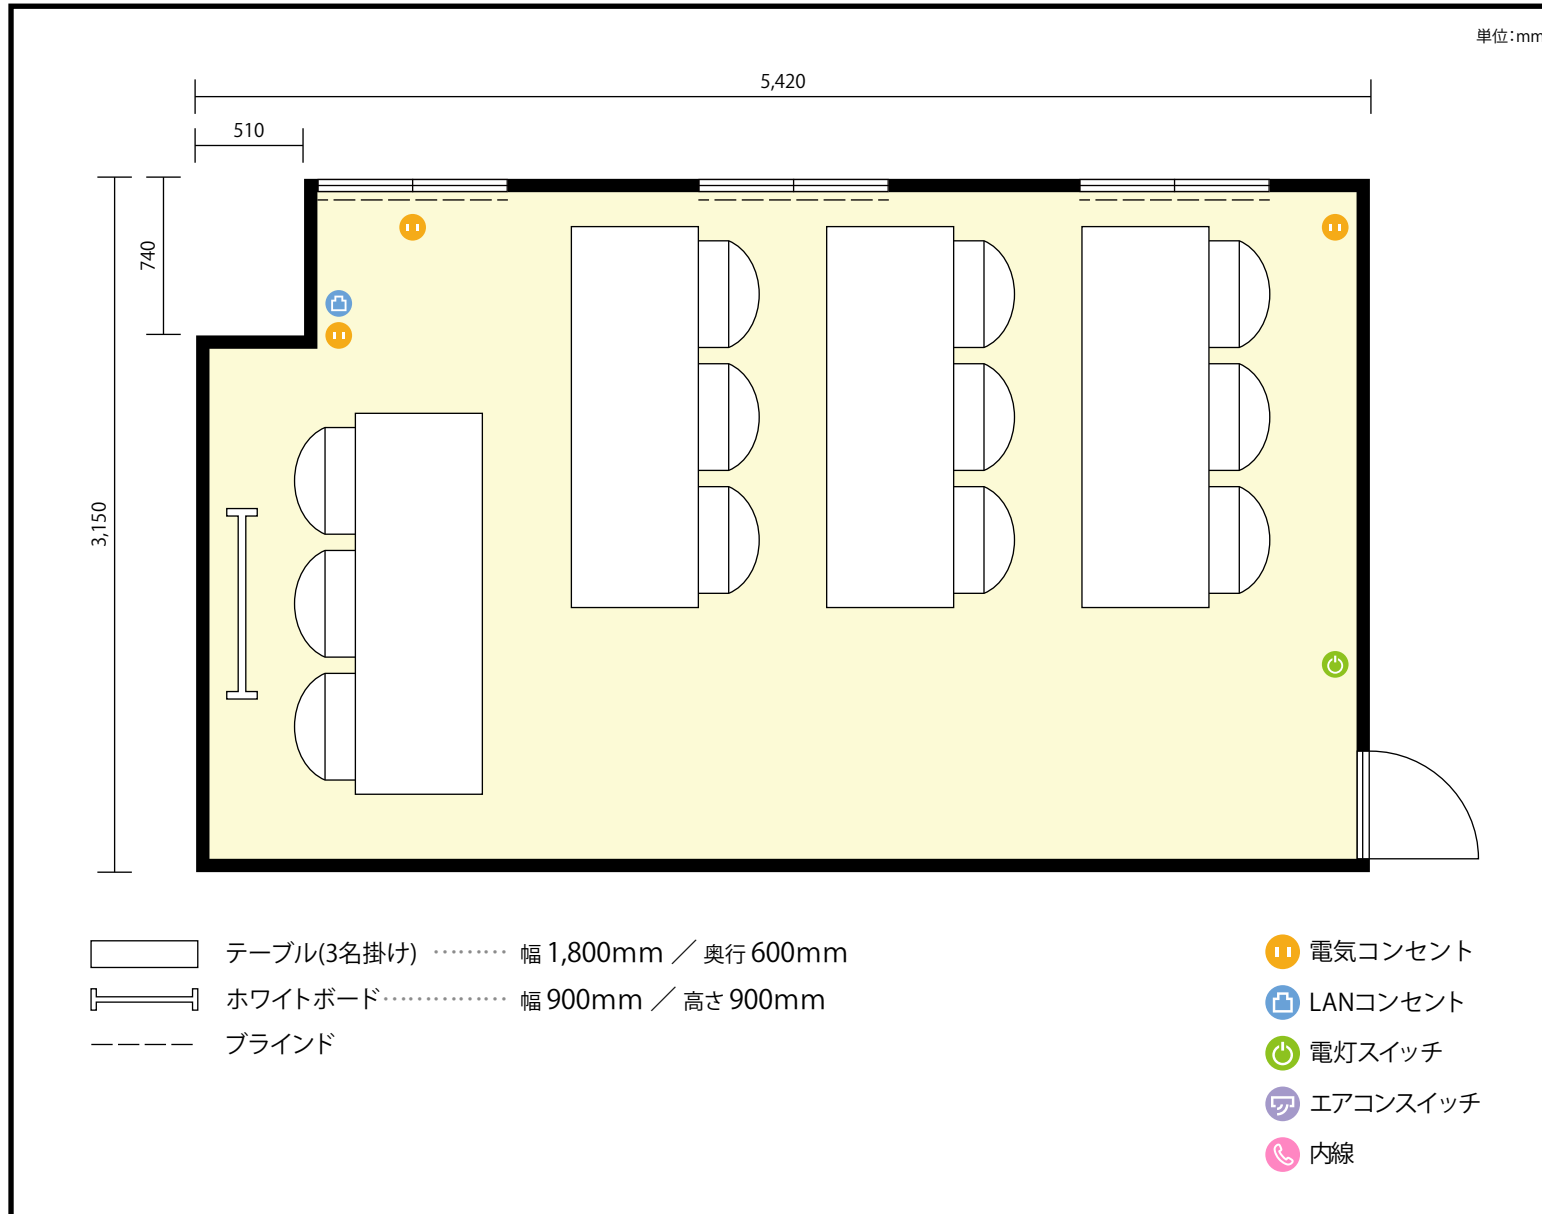 単位：mm
5,420
510
740
3,150
テーブル(3名掛け) ⋯⋯⋯ 幅 1,800mm ／ 奥行 600mm
ホワイトボード⋯⋯⋯⋯⋯ 幅 900mm ／ 高さ 900mm
ブラインド
電気コンセント
LANコンセント
電灯スイッチ
エアコンスイッチ
内線